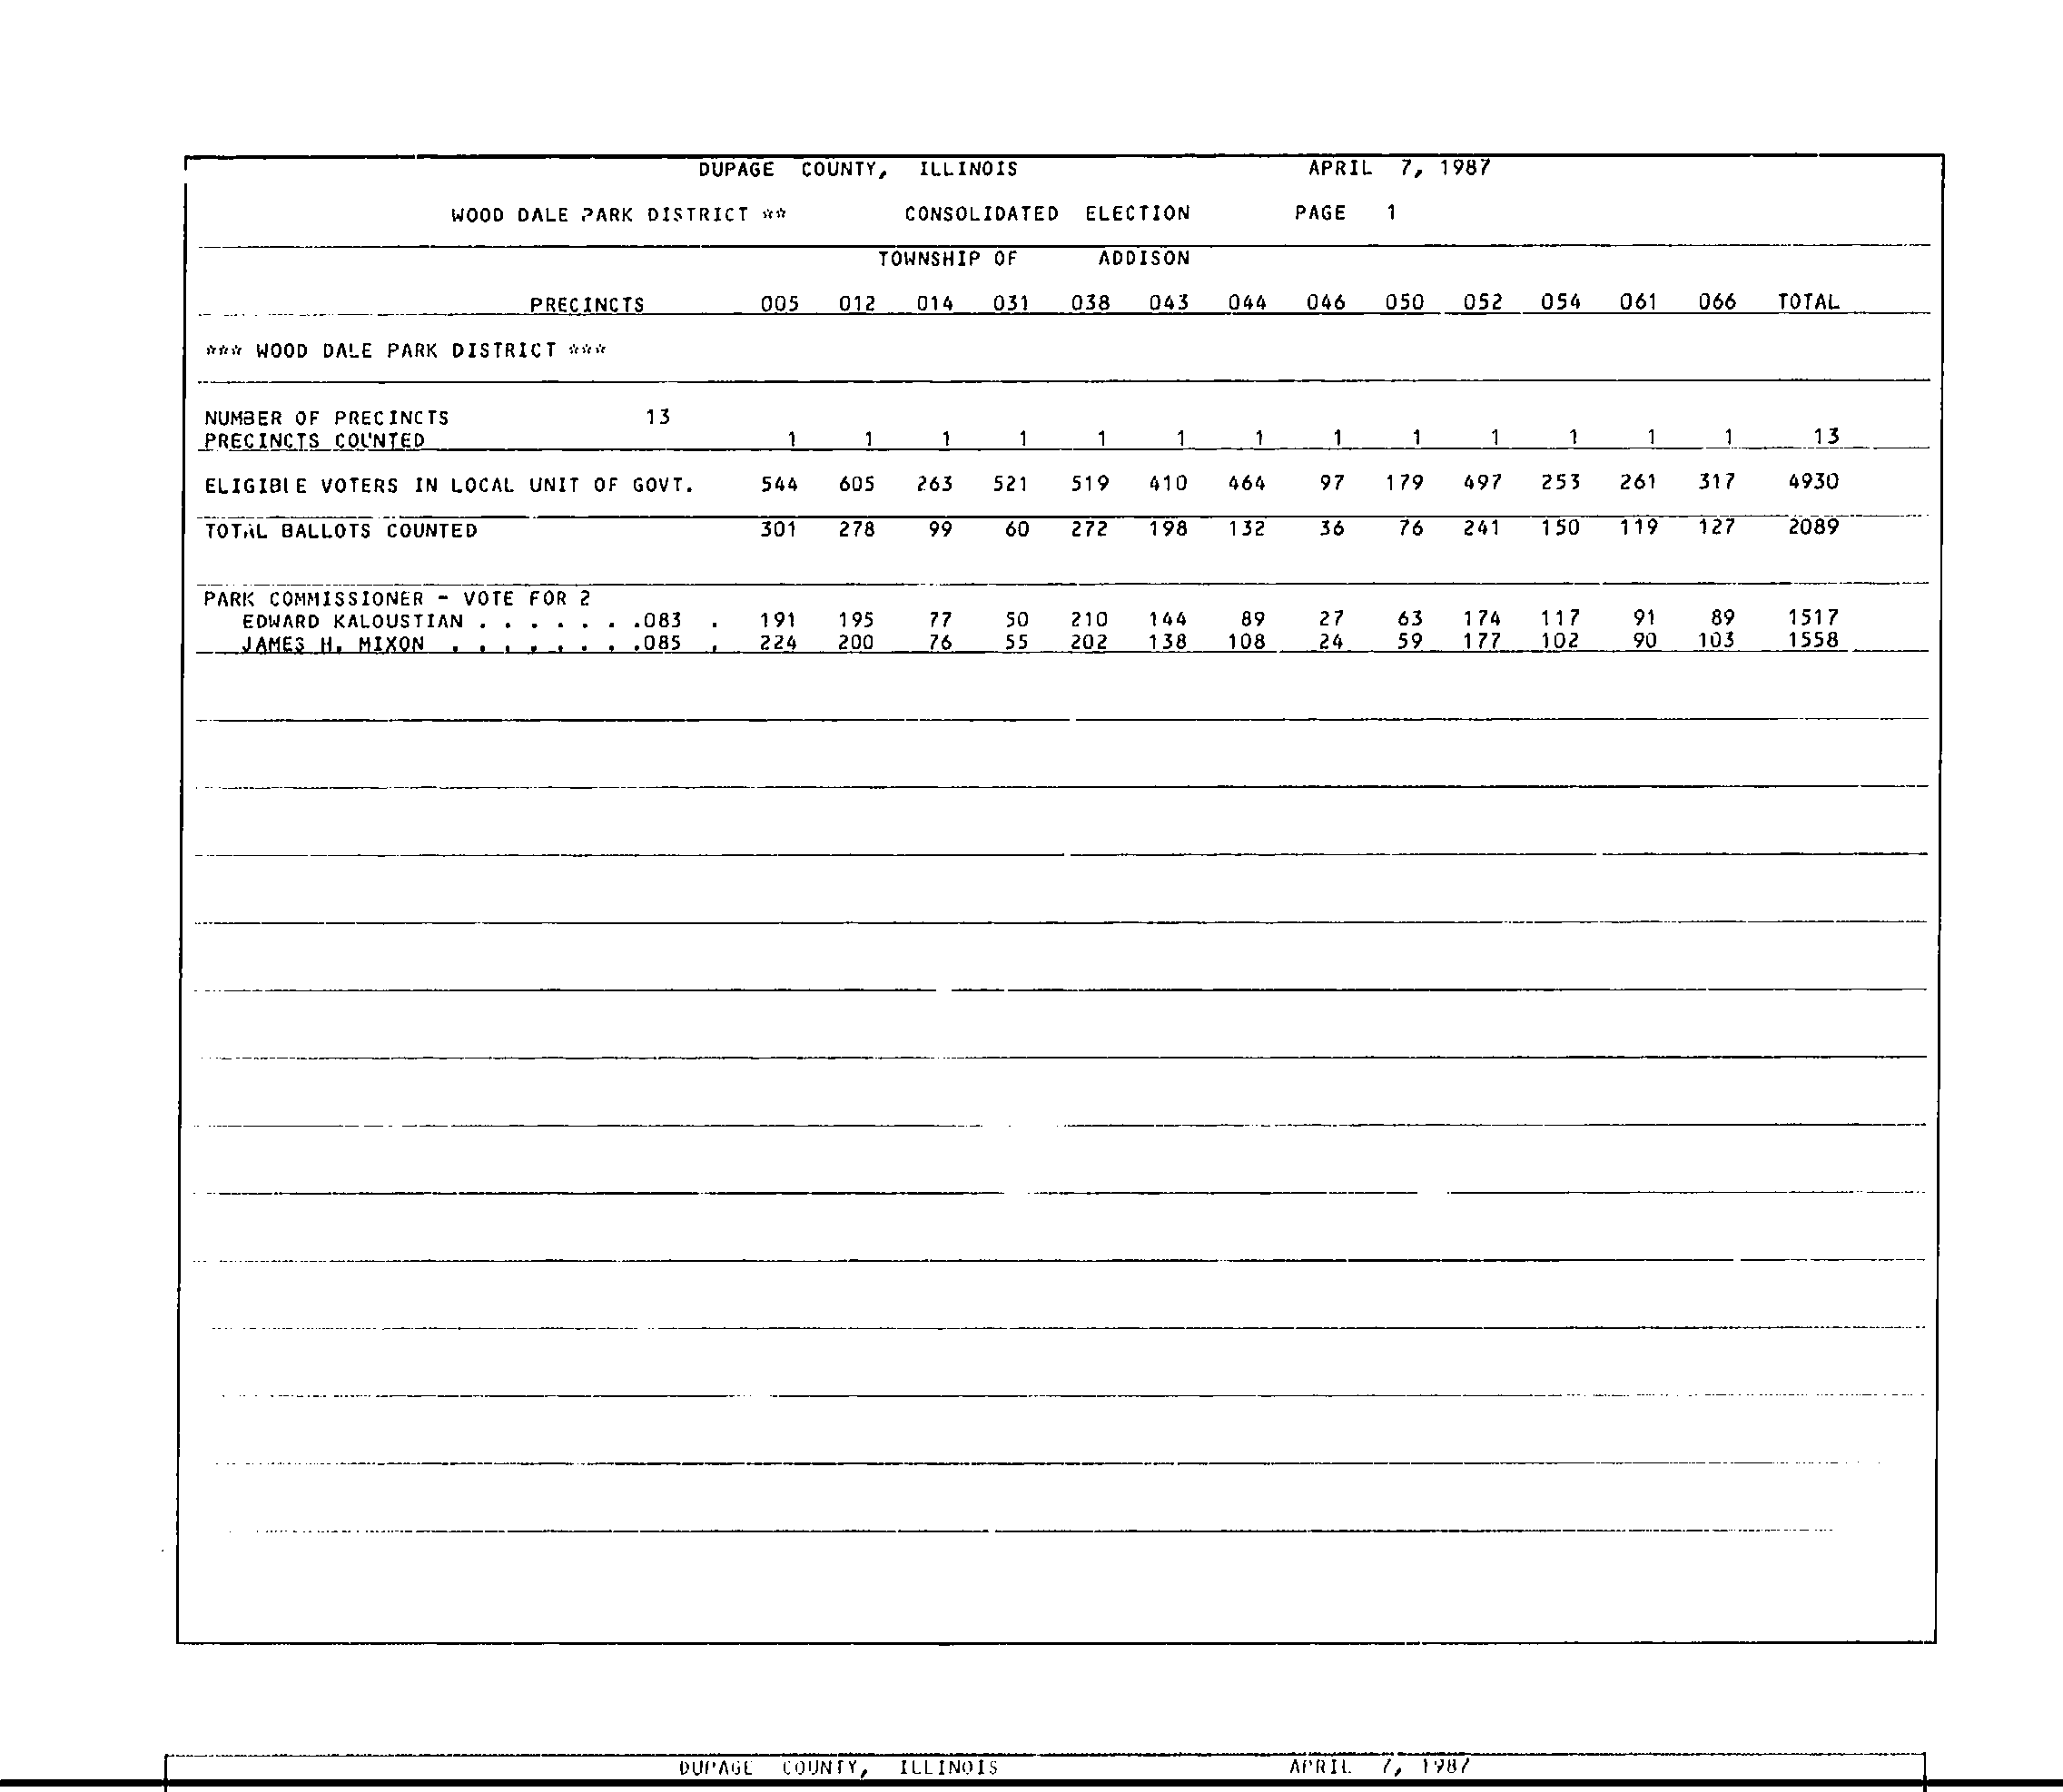 DUPAGE COUNTY, ILLINOIS APRIL 7, 1987
WOOD DALE PARK DISTRICT ** CONSOLIDATED ELECTION PAGE 1
TOWNSHIP OF ADDISON
PRECINCTS 005 012 014 031 038 043 044 046 050 052 054 061 066 TOTAL
*** WOOD DALE PARK DISTRICT ***
NUMBER OF PRECINCTS 13
PRECINCTS COUNTED 1 1 1 1 1 1 1 1 1 1 1 1 1 13
ELIGIBLE VOTERS IN LOCAL UNIT OF GOVT. 544 605 263 521 519 410 464 97 179 497 253 261 317 4930
TOTAL BALLOTS COUNTED 301 278 99 60 272 198 132 36 76 241 150 119 127 2089
PARK COMMISSIONER - VOTE FOR 2
EDWARD KALOUSTIAN . . . . . . .083 . 191 195 77 50 210 144 89 27 63 174 117 91 89 1517
JAMES H. MIXON . . . . . . . .085 . 224 200 76 55 202 138 108 24 59 177 102 90 103 1558
DUPAGE COUNTY, ILLINOIS APRIL 7, 1987